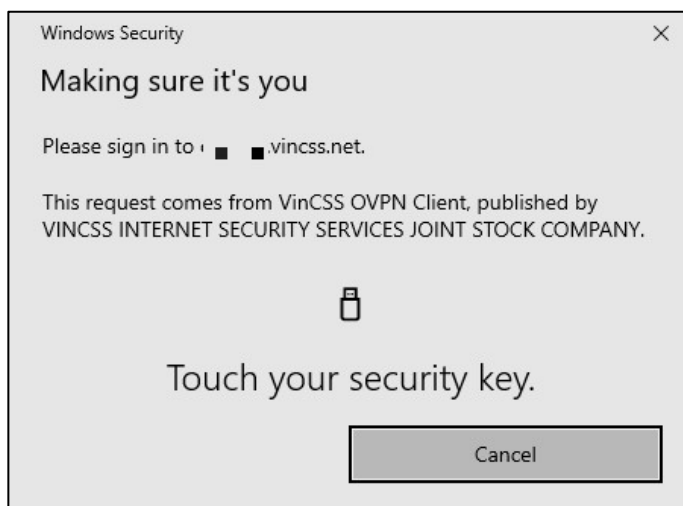 Windows Security
Making sure it's you
Please sign in to .vincss.net.
This request comes from VinCSS OVPN Client, published by
VINCSS INTERNET SECURITY SERVICES JOINT STOCK COMPANY.
Touch your security key.
Cancel